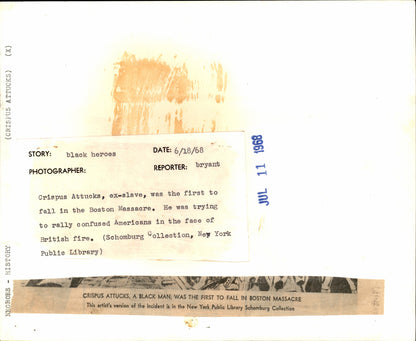 (CRISPUS ATTUCKS) (X)
NEGROES - HISTORY
STORY: black heroes DATE: 6/18/68
PHOTOGRAPHER: REPORTER: bryant
Crispus Attucks, ex-slave, was the first to
fall in the Boston Massacre. He was trying
to rally confused Americans in the face of
British fire. (Schomburg Collection, New York
Public Library)
JUL 11 1968
CRISPUS ATTUCKS, A BLACK MAN, WAS THE FIRST TO FALL IN BOSTON MASSACRE
This artist's version of the incident is in the New York Public Library Schomburg Collection